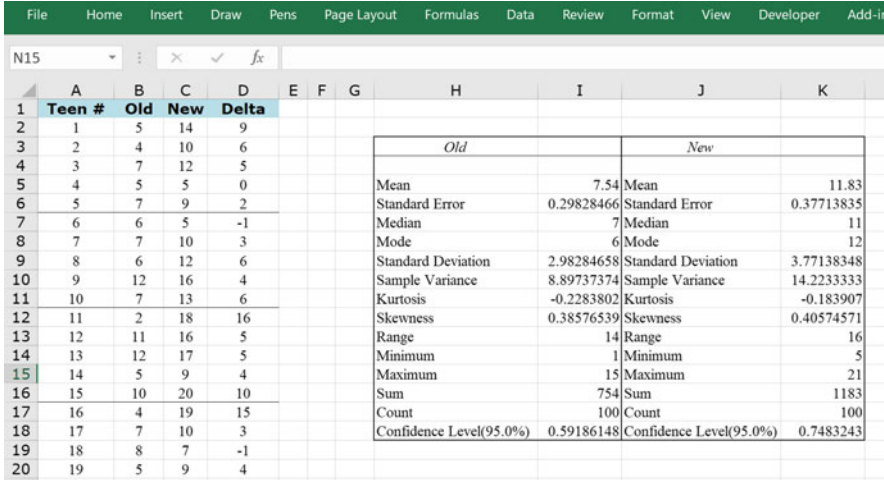 File Home Insert Draw Pens Page Layout Formulas Data Review Format View Developer Add-i
N15 fx
A B C D E F G H I J K
1 Teen # Old New Delta
2 1 5 14 9
3 2 4 10 6 Old New
4 3 7 12 5
5 4 5 5 0 Mean 7.54 Mean 11.83
6 5 7 9 2 Standard Error 0.29828466 Standard Error 0.37713835
7 6 6 5 -1 Median 7 Median 11
8 7 7 10 3 Mode 6 Mode 12
9 8 6 12 6 Standard Deviation 2.98284658 Standard Deviation 3.77138348
10 9 12 16 4 Sample Variance 8.89737374 Sample Variance 14.2233333
11 10 7 13 6 Kurtosis -0.2283802 Kurtosis -0.183907
12 11 2 18 16 Skewness 0.38576539 Skewness 0.40574571
13 12 11 16 5 Range 14 Range 16
14 13 12 17 5 Minimum 1 Minimum 5
15 14 5 9 4 Maximum 15 Maximum 21
16 15 10 20 10 Sum 754 Sum 1183
17 16 4 19 15 Count 100 Count 100
18 17 7 10 3 Confidence Level(95.0%) 0.59186148 Confidence Level(95.0%) 0.7483243
19 18 8 7 -1
20 19 5 9 4